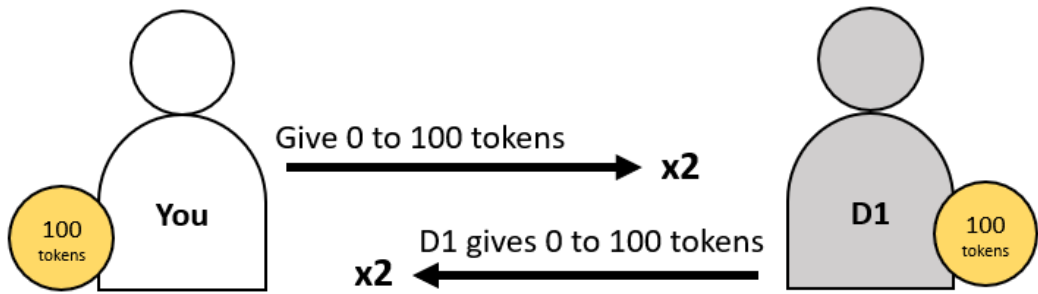 Give 0 to 100 tokens
x2
You
100
tokens
D1
100
tokens
D1 gives 0 to 100 tokens
x2